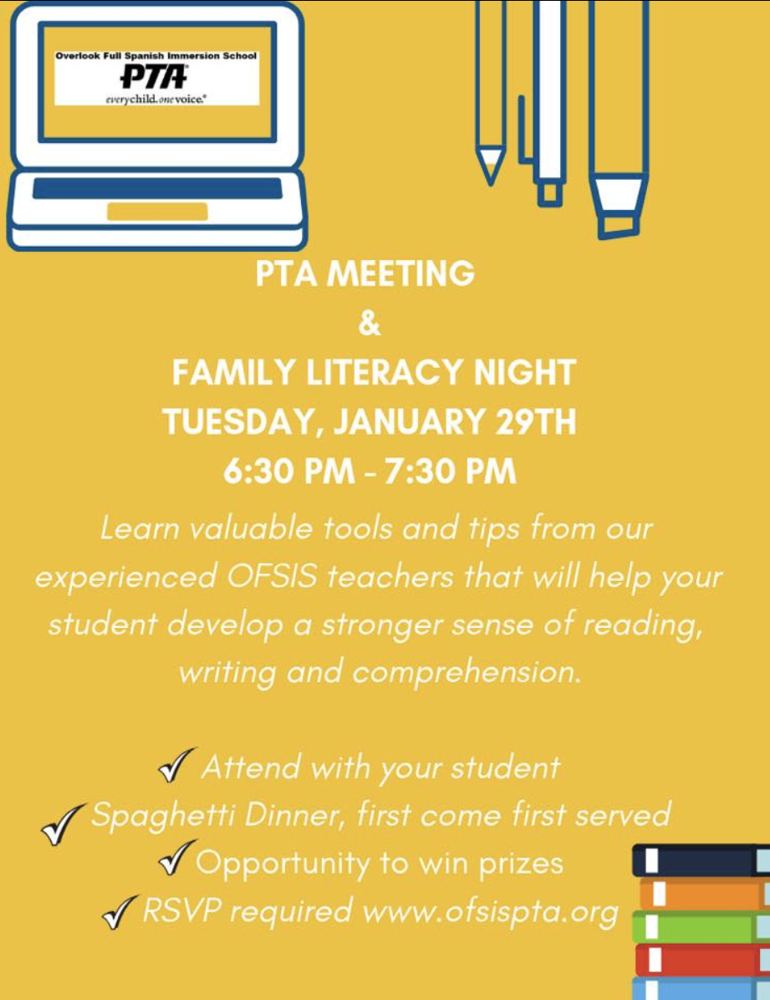 Overlook Full Spanish Immersion School
PTA®
everychild.onevoice.®
PTA MEETING
&
FAMILY LITERACY NIGHT
TUESDAY, JANUARY 29TH
6:30 PM - 7:30 PM
Learn valuable tools and tips from our
experienced OFSIS teachers that will help your
student develop a stronger sense of reading,
writing and comprehension.
Attend with your student
Spaghetti Dinner, first come first served
Opportunity to win prizes
RSVP required www.ofsispta.org